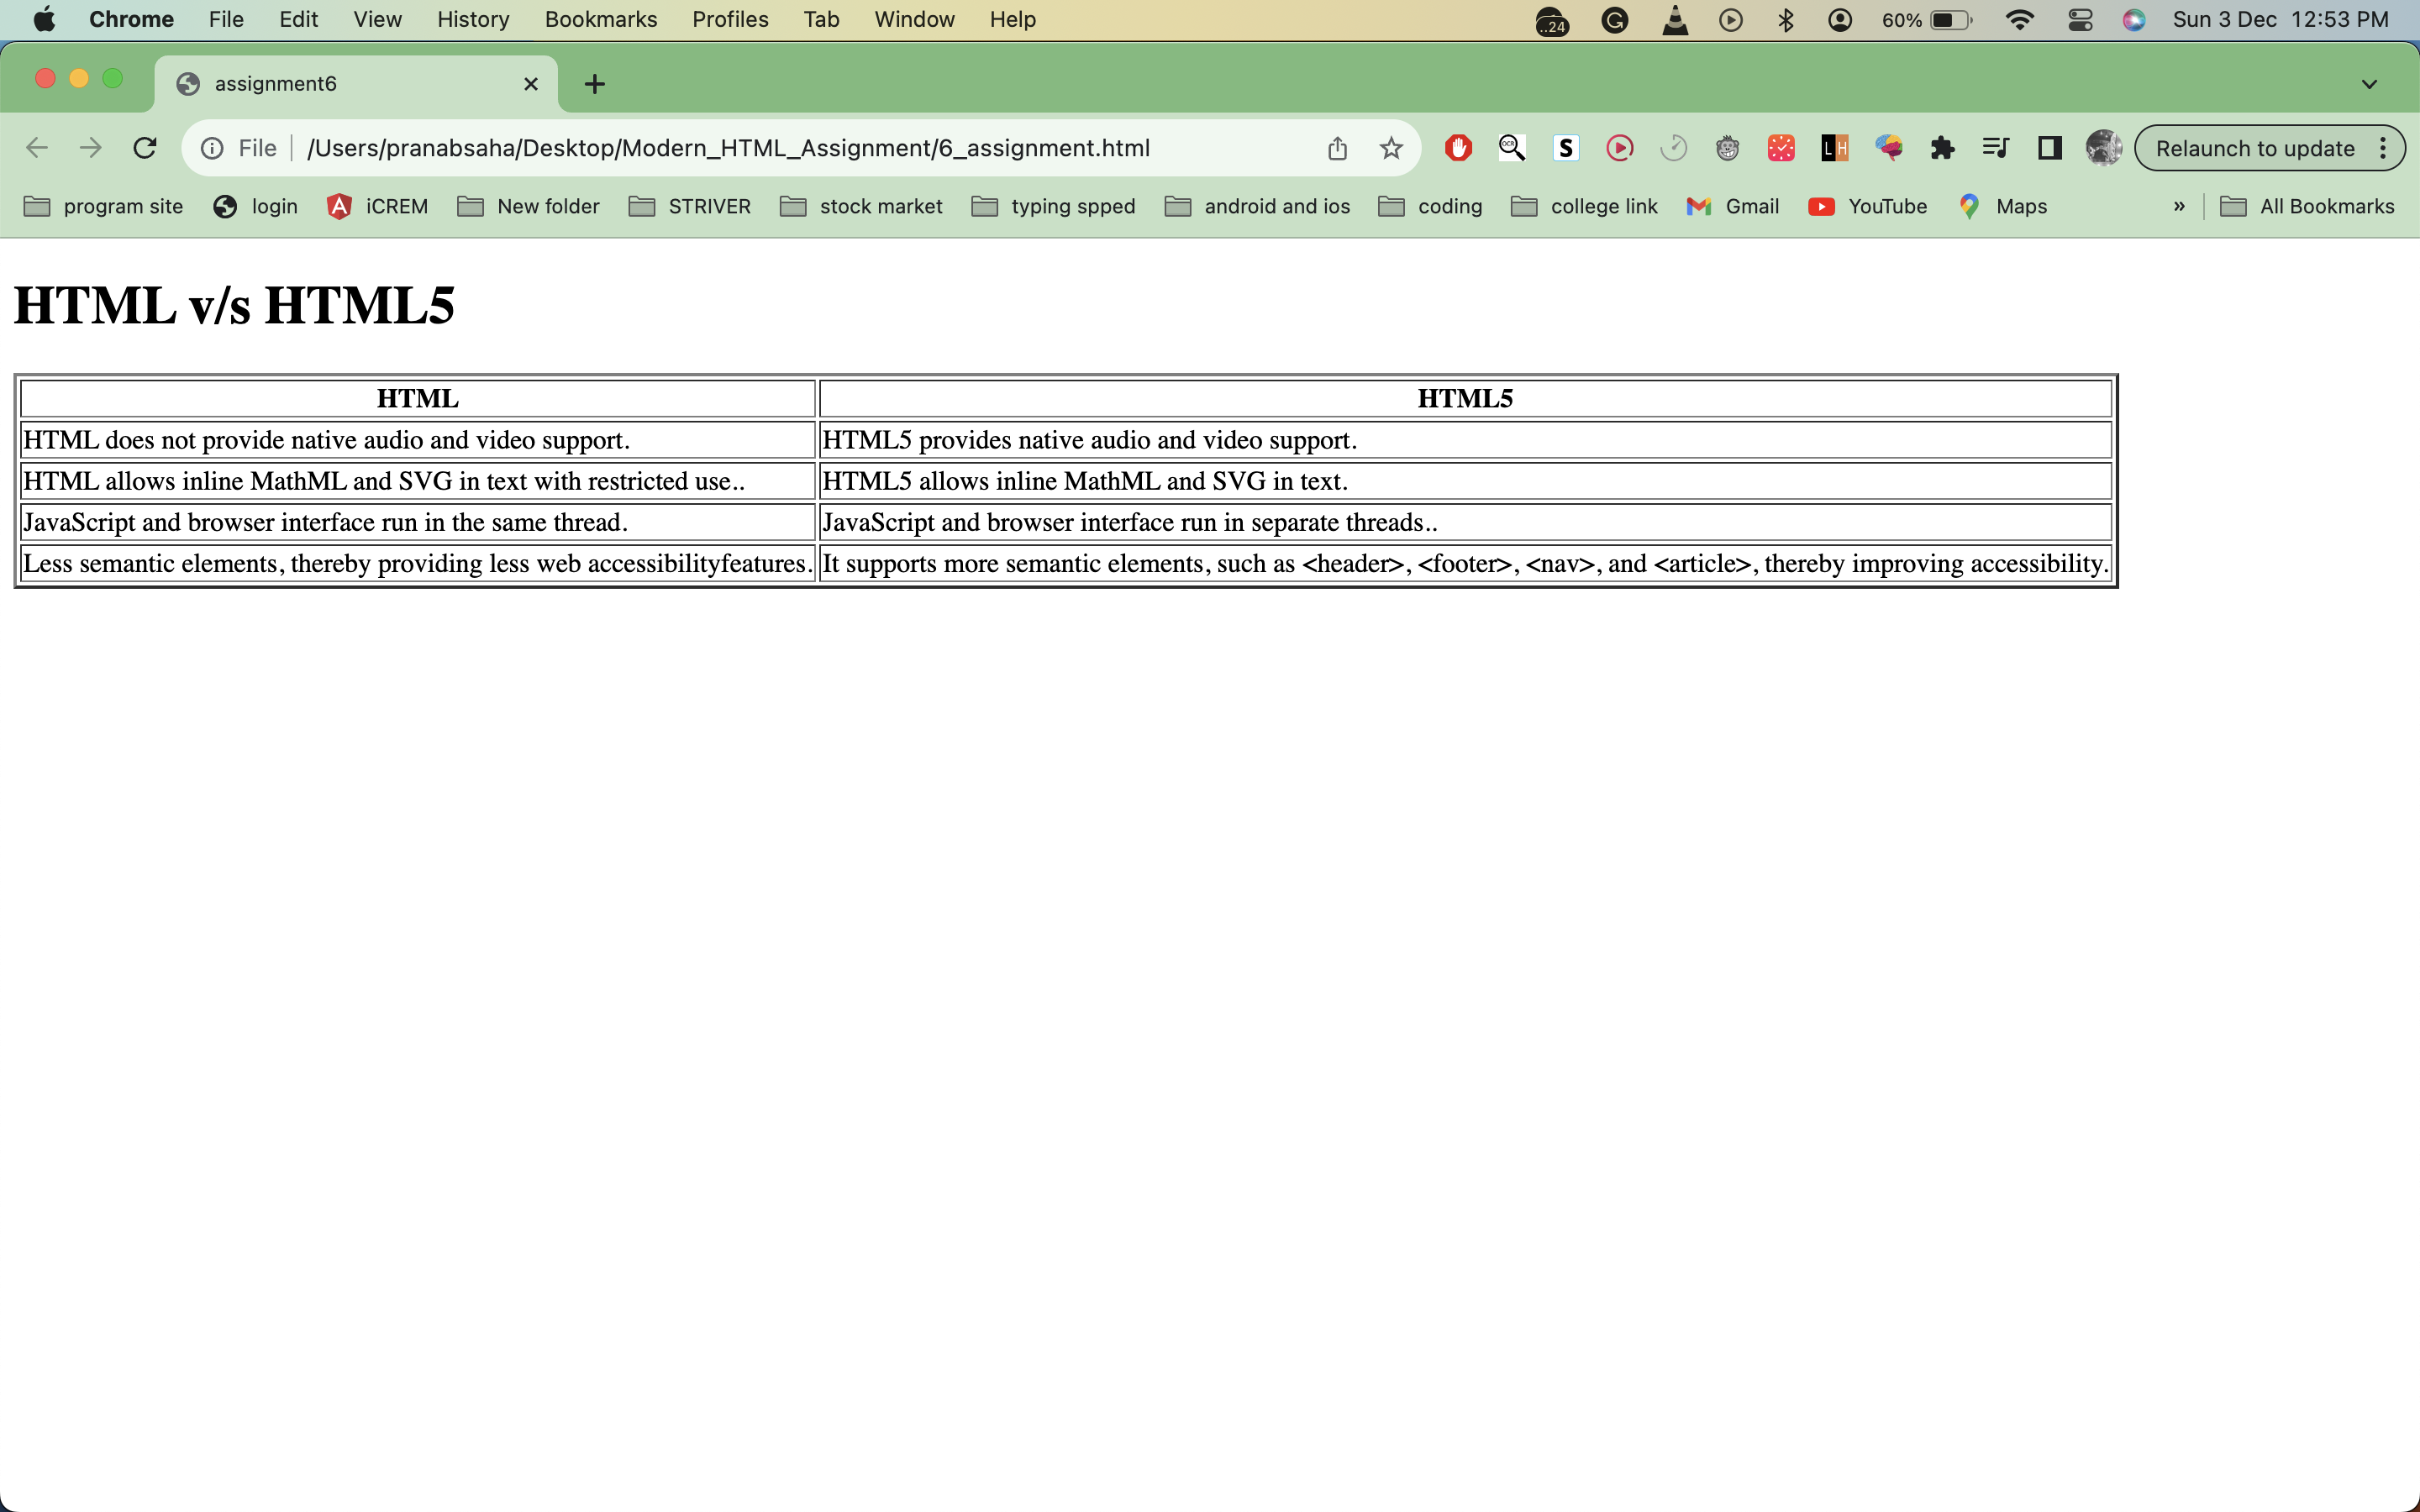 Chrome File Edit View History Bookmarks Profiles Tab Window Help ..24 60% Sun 3 Dec 12:53 PM
assignment6
File /Users/pranabsaha/Desktop/Modern_HTML_Assignment/6_assignment.html OCR S L H Relaunch to update
program site login iCREM New folder STRIVER stock market typing spped android and ios coding college link Gmail YouTube Maps » All Bookmarks
HTML v/s HTML5
HTML HTML5
HTML does not provide native audio and video support. HTML5 provides native audio and video support.
HTML allows inline MathML and SVG in text with restricted use.. HTML5 allows inline MathML and SVG in text.
JavaScript and browser interface run in the same thread. JavaScript and browser interface run in separate threads..
Less semantic elements, thereby providing less web accessibilityfeatures. It supports more semantic elements, such as <header>, <footer>, <nav>, and <article>, thereby improving accessibility.